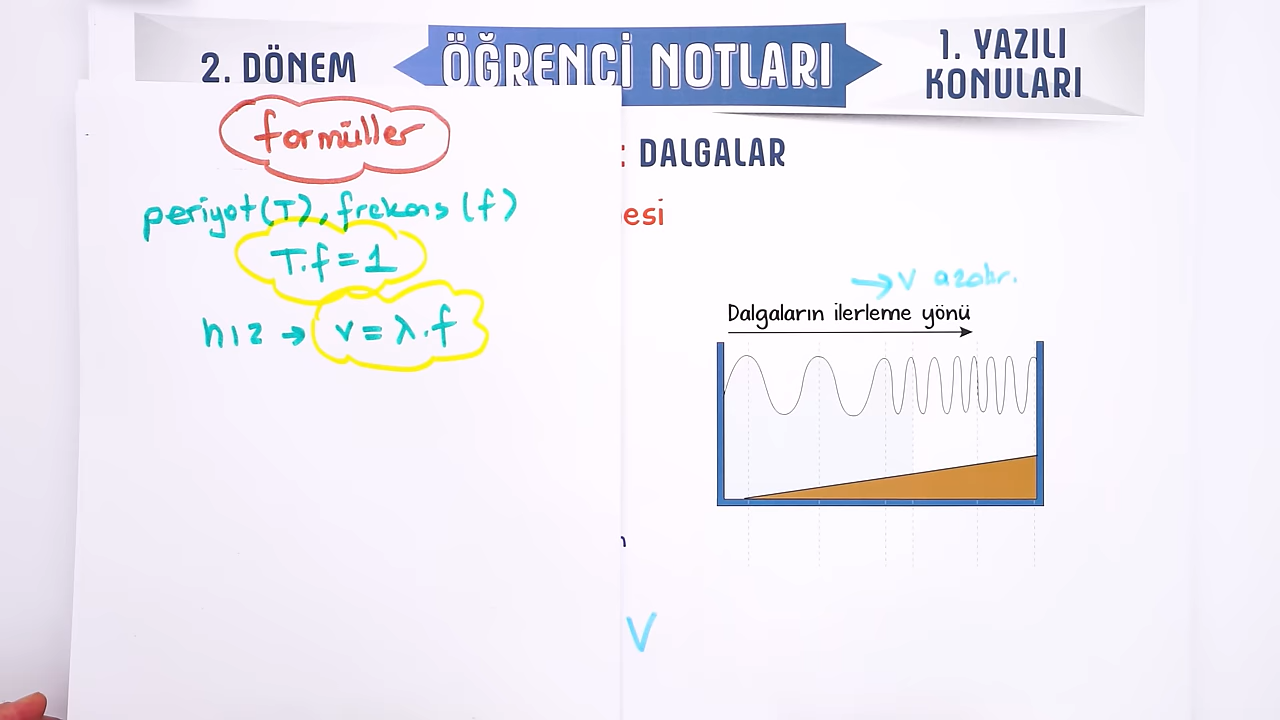 2. DÖNEM
ÖĞRENCİ NOTLARI
1. YAZILI
KONULARI
formüller
periyot(T), frekans (f)
T.f = 1
hız → v = λ.f
: DALGALAR
esi
→ V azalır.
Dalgaların ilerleme yönü
n
V